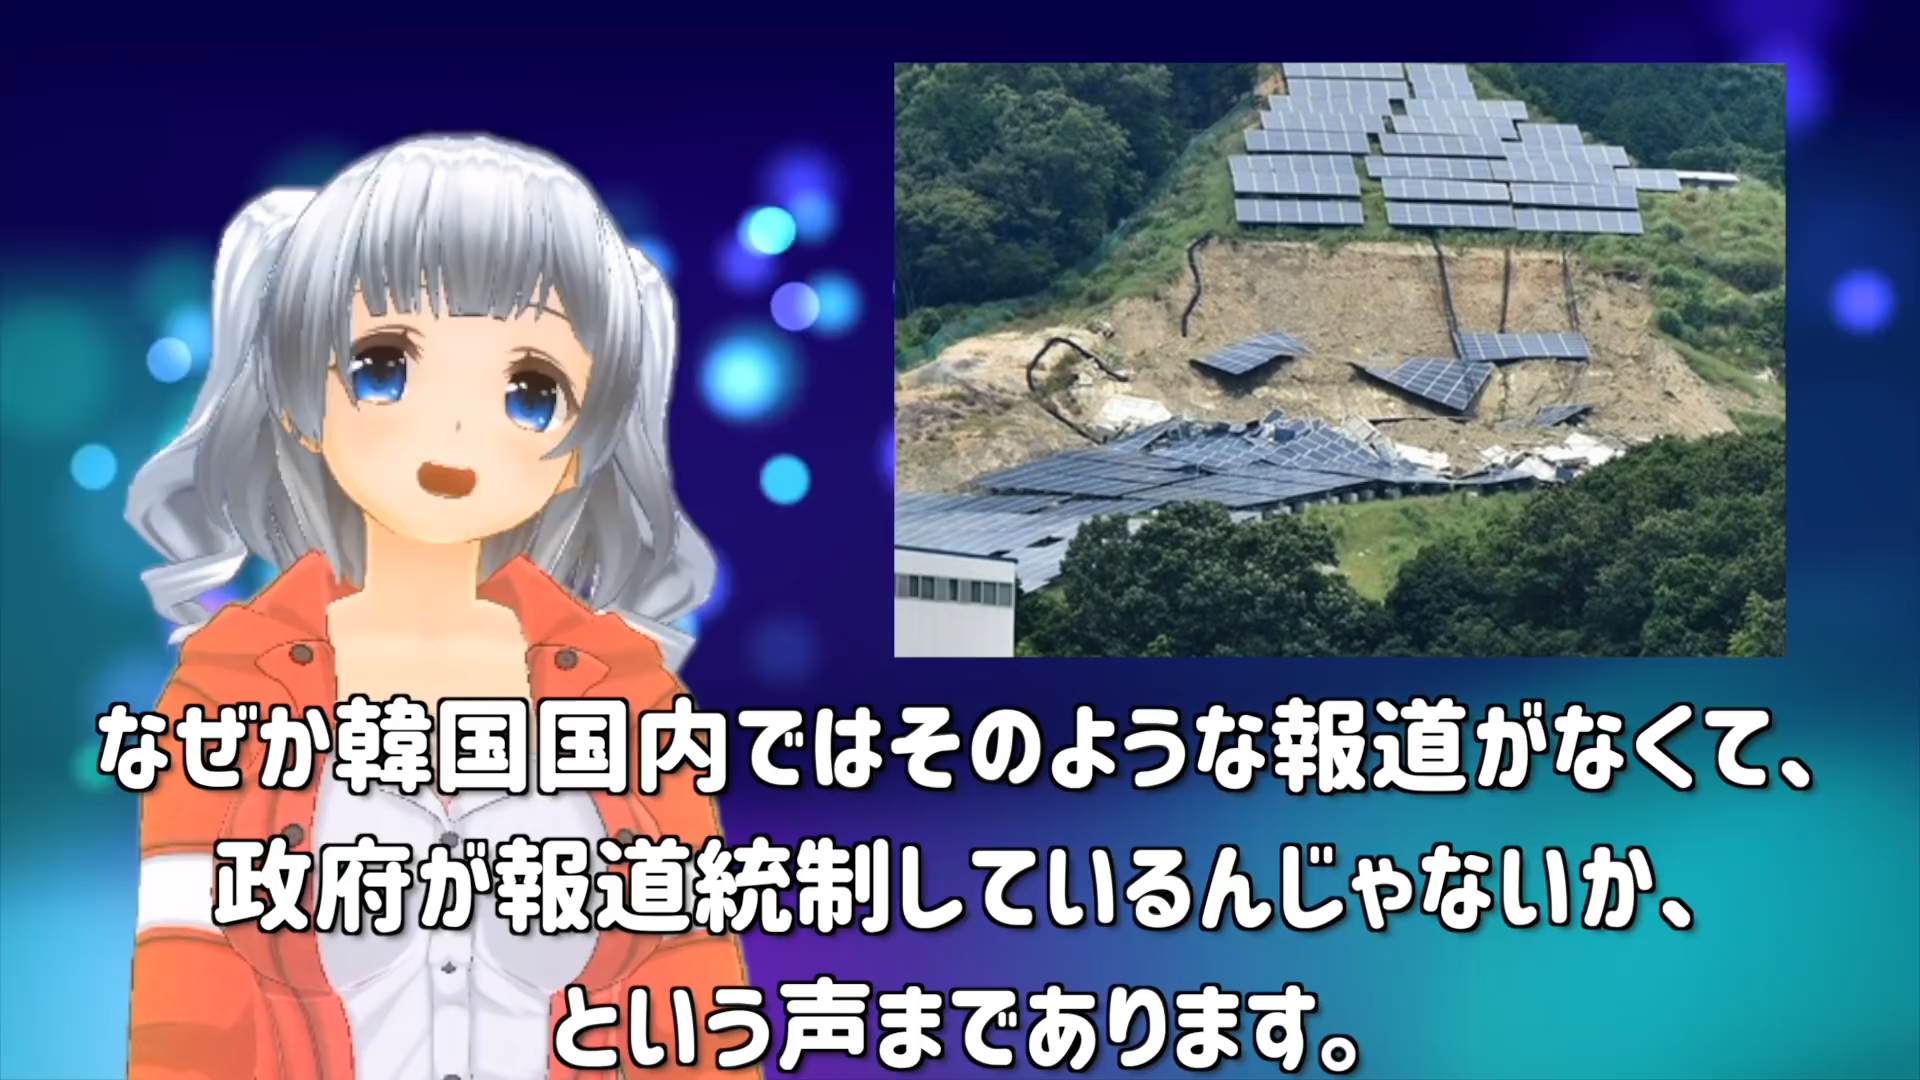 なぜか韓国国内ではそのような報道がなくて、
政府が報道統制しているんじゃないか、
という声まであります。